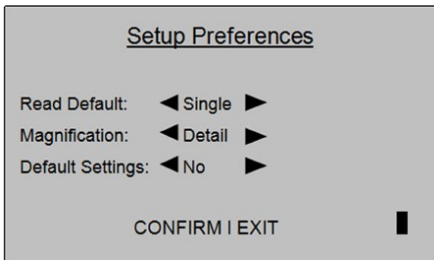 Setup Preferences
Read Default: ◀ Single ▶
Magnification: ◀ Detail ▶
Default Settings: ◀ No ▶
CONFIRM I EXIT